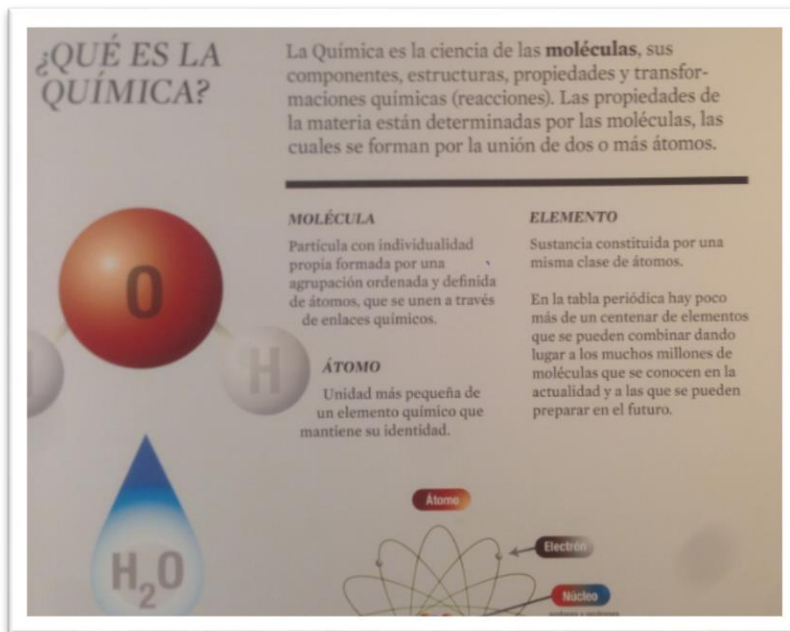 ¿QUÉ ES LA
QUÍMICA?
La Química es la ciencia de las moléculas, sus
componentes, estructuras, propiedades y transfor-
maciones químicas (reacciones). Las propiedades de
la materia están determinadas por las moléculas, las
cuales se forman por la unión de dos o más átomos.
MOLÉCULA
Partícula con individualidad
propia formada por una
agrupación ordenada y definida
de átomos, que se unen a través
de enlaces químicos.
ÁTOMO
Unidad más pequeña de
un elemento químico que
mantiene su identidad.
ELEMENTO
Sustancia constituida por una
misma clase de átomos.
En la tabla periódica hay poco
más de un centenar de elementos
que se pueden combinar dando
lugar a los muchos millones de
moléculas que se conocen en la
actualidad y a las que se pueden
preparar en el futuro.
O
H
H₂O
Átomo
Electrón
Núcleo